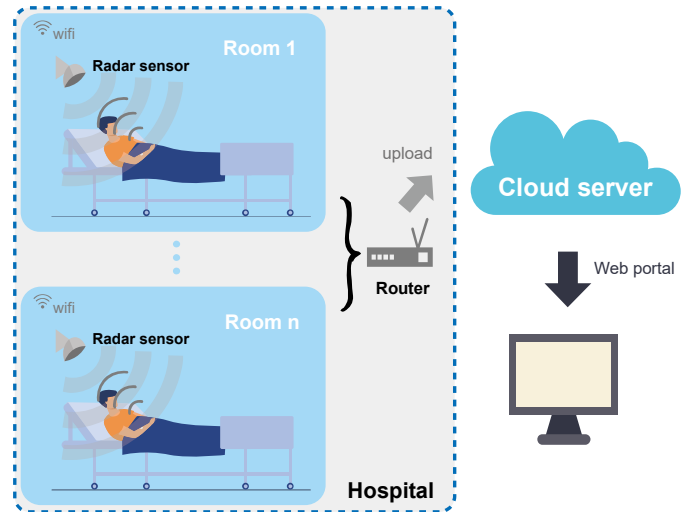 wifi
Room 1
Radar sensor
upload
Cloud server
Web portal
Router
wifi
Room n
Radar sensor
Hospital